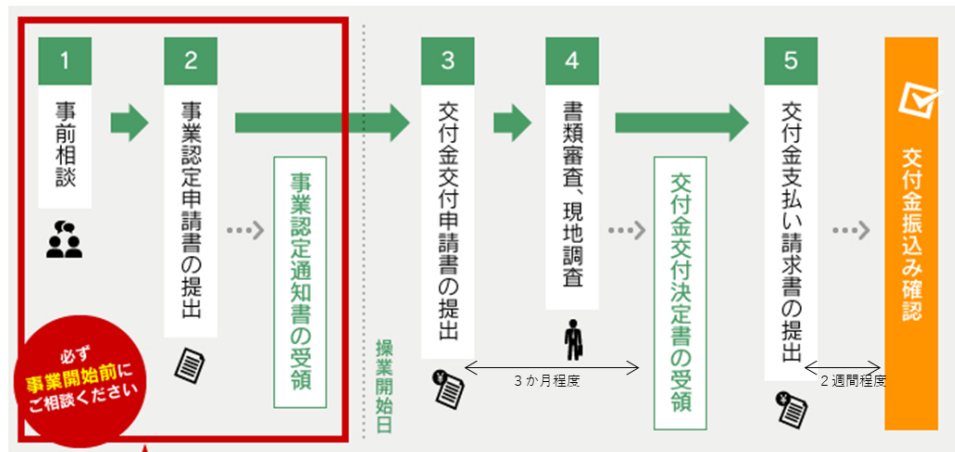 1
事前相談
必ず
事業開始前に
ご相談ください
2
事業認定申請書の提出
事業認定通知書の受領
操業開始日
3
交付金交付申請書の提出
4
書類審査、現地調査
3か月程度
交付金交付決定書の受領
5
交付金支払い請求書の提出
2週間程度
交付金振込み確認